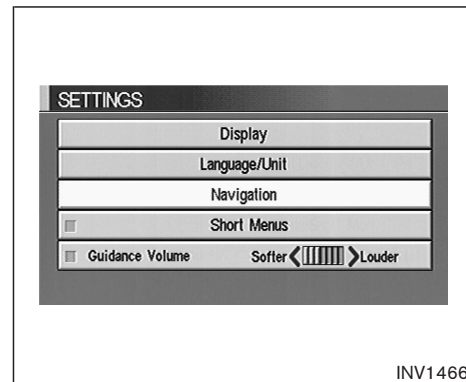 SETTINGS
Display
Language/Unit
Navigation
Short Menus
Guidance Volume Softer Louder
INV1466